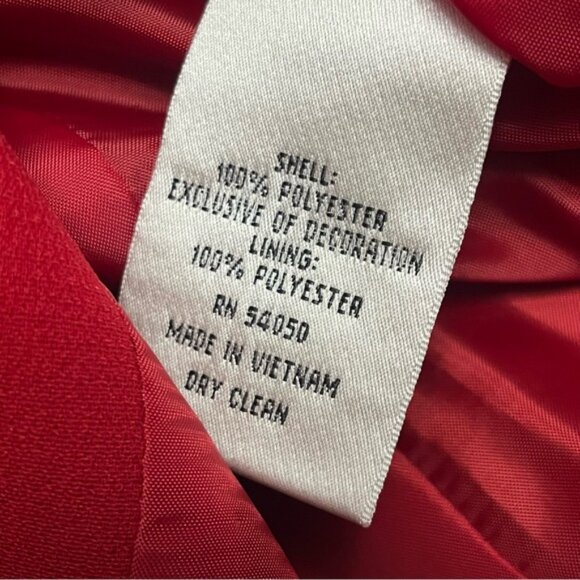 SHELL:
100% POLYESTER
EXCLUSIVE OF DECORATION
LINING:
100% POLYESTER
RN 54050
MADE IN VIETNAM
DRY CLEAN